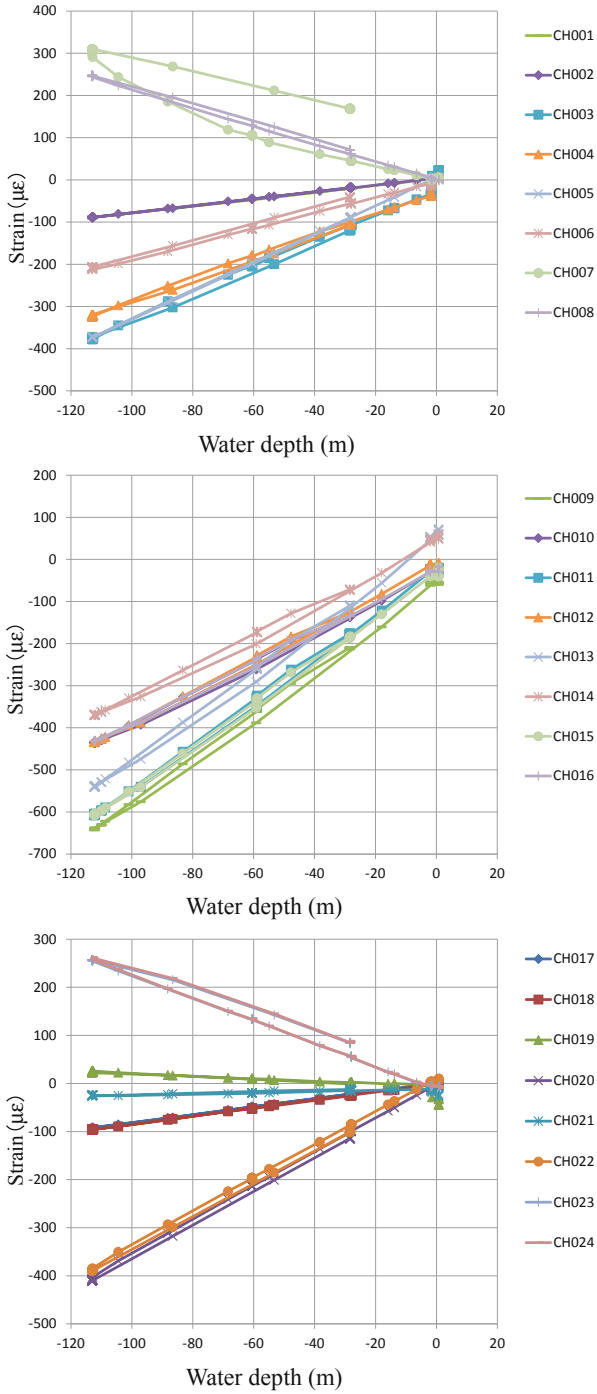 400
300
200
100
0
-100
-200
-300
-400
-500
Strain (με)
-120 -100 -80 -60 -40 -20 0 20
Water depth (m)
CH001
CH002
CH003
CH004
CH005
CH006
CH007
CH008
200
100
0
-100
-200
-300
-400
-500
-600
-700
Strain (με)
-120 -100 -80 -60 -40 -20 0 20
Water depth (m)
CH009
CH010
CH011
CH012
CH013
CH014
CH015
CH016
300
200
100
0
-100
-200
-300
-400
-500
Strain (με)
-120 -100 -80 -60 -40 -20 0 20
Water depth (m)
CH017
CH018
CH019
CH020
CH021
CH022
CH023
CH024